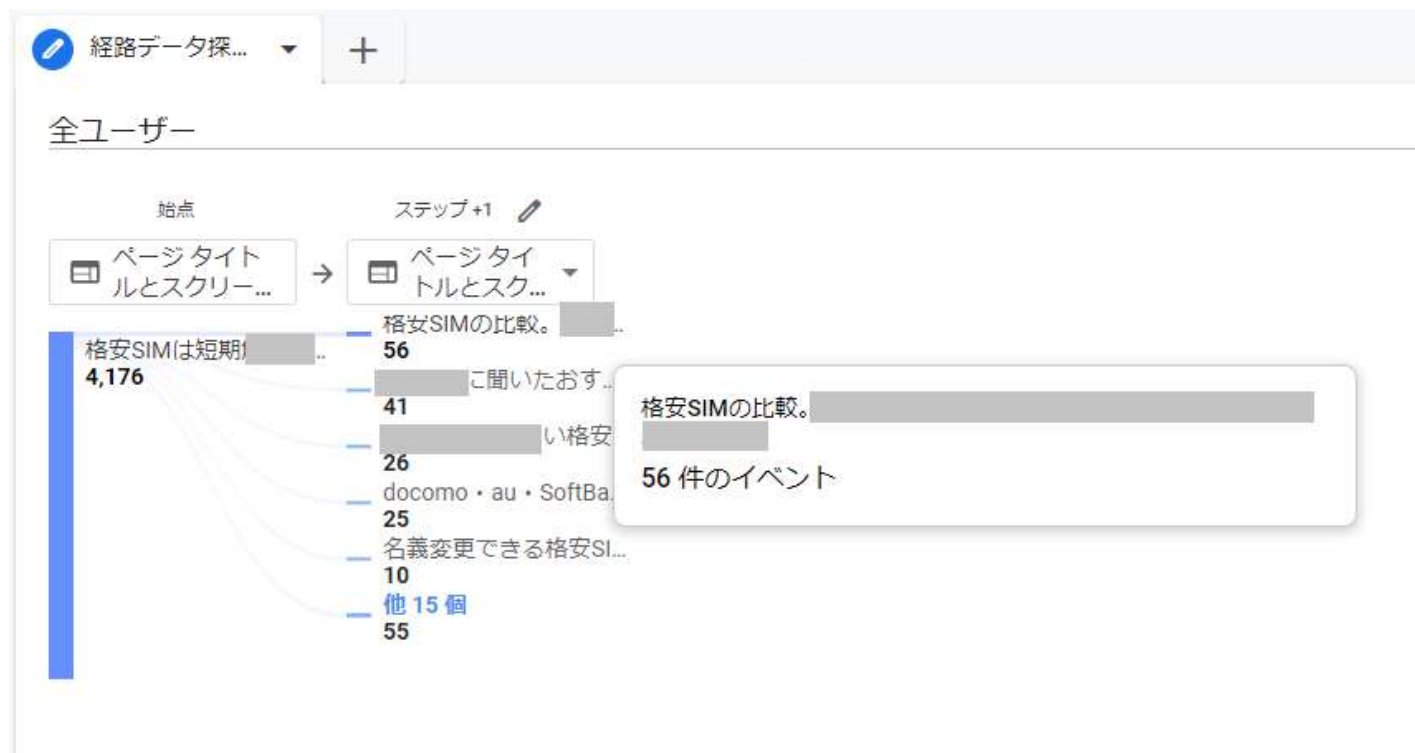 経路データ探...
全ユーザー
始点
ステップ +1
ページ タイト
ルとスクリー...
ページ タイ
トルとスク...
格安SIMは短期 ..
4,176
格安SIMの比較。 ..
56
に聞いたおす..
41
い格安
26
docomo・au・SoftBa.
25
名義変更できる格安SI...
10
他 15 個
55
格安SIMの比較。
56 件のイベント